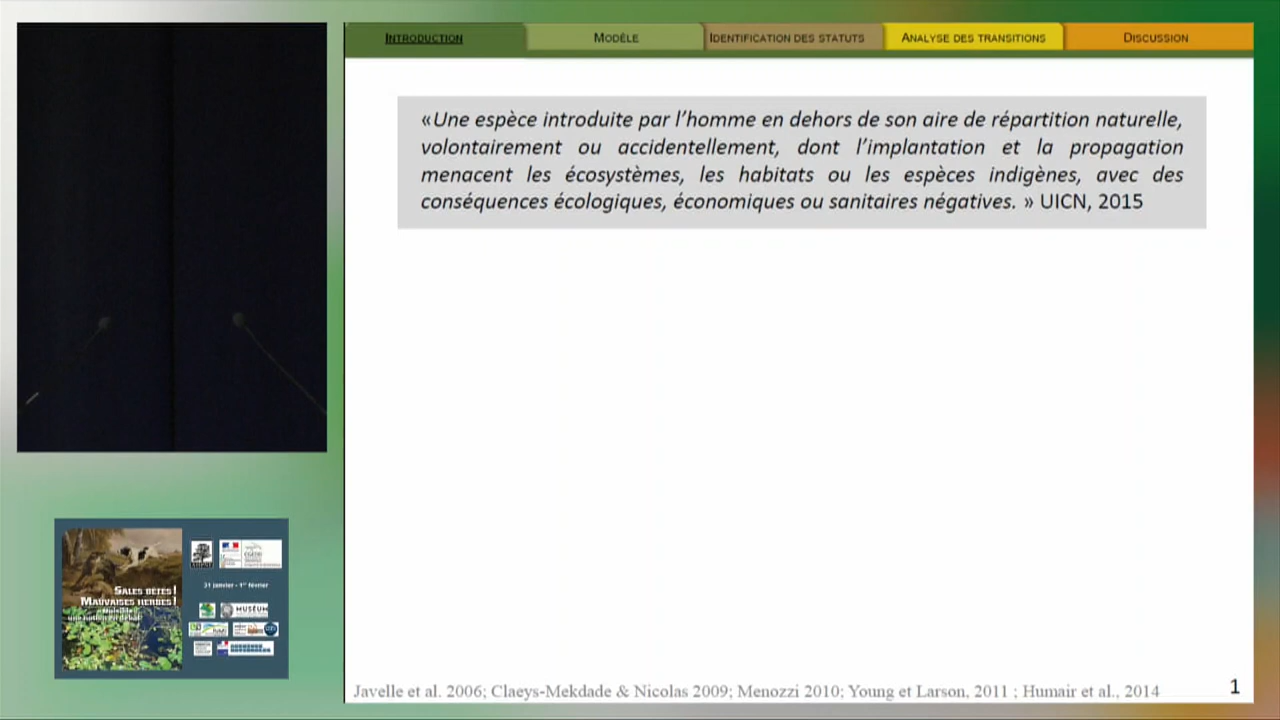 INTRODUCTION
MODÈLE
IDENTIFICATION DES STATUTS
ANALYSE DES TRANSITIONS
DISCUSSION
«Une espèce introduite par l’homme en dehors de son aire de répartition naturelle,
volontairement ou accidentellement, dont l’implantation et la propagation
menacent les écosystèmes, les habitats ou les espèces indigènes, avec des
conséquences écologiques, économiques ou sanitaires négatives. » UICN, 2015
SALES BÊTES !
MAUVAISES HERBES !
31 janvier - 1er février
MUSÉUM
Javelle et al. 2006; Claeys-Mekdade & Nicolas 2009; Menozzi 2010; Young et Larson, 2011 ; Humair et al., 2014
1